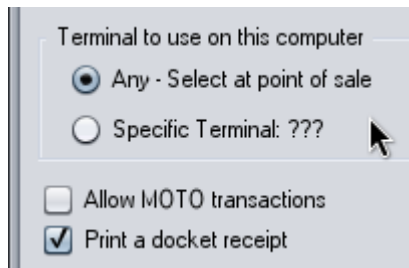 Terminal to use on this computer
Any - Select at point of sale
Specific Terminal: ???
Allow MOTO transactions
Print a docket receipt